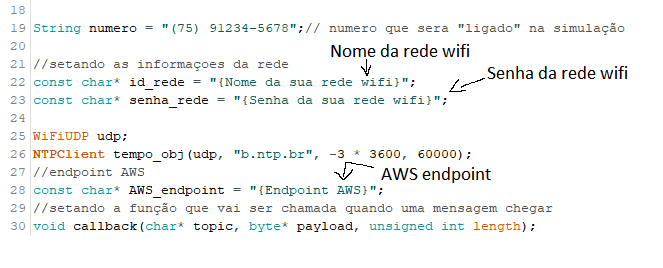 18
19 String numero = "(75) 91234-5678";// numero que sera "ligado" na simulação
20
Nome da rede wifi
21 //setando as informaçoes da rede
22 const char* id_rede = "{Nome da sua rede wifi}";
Senha da rede wifi
23 const char* senha_rede = "{Senha da sua rede wifi}";
24
25 WiFiUDP udp;
26 NTPClient tempo_obj(udp, "b.ntp.br", -3 * 3600, 60000);
27 //endpoint AWS
AWS endpoint
28 const char* AWS_endpoint = "{Endpoint AWS}";
29 //setando a função que vai ser chamada quando uma mensagem chegar
30 void callback(char* topic, byte* payload, unsigned int length);